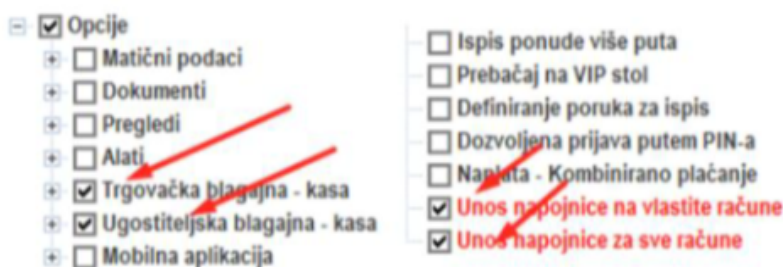 Opcije
Matični podaci
Dokumenti
Pregledi
Alati
Trgovačka blagajna - kasa
Ugostiteljska blagajna - kasa
Mobilna aplikacija
Ispis ponude više puta
Prebačaj na VIP stol
Definiranje poruka za ispis
Dozvoljena prijava putem PIN-a
Naplata - Kombinirano plaćanje
Unos napojnice na vlastite račune
Unos napojnice za sve račune